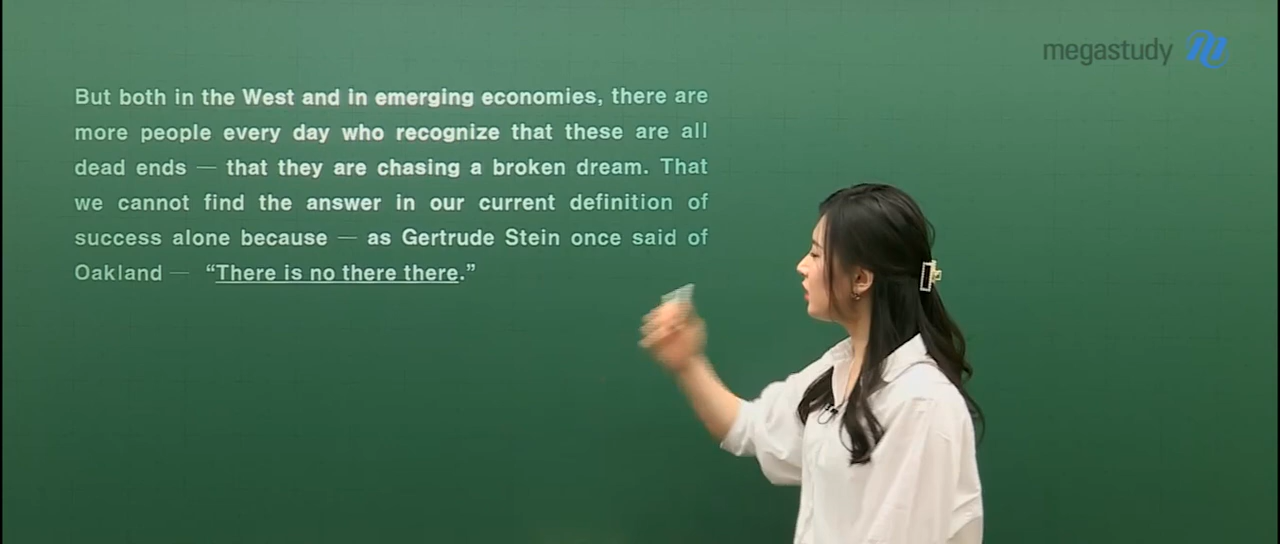 megastudy
But both in the West and in emerging economies, there are
more people every day who recognize that these are all
dead ends — that they are chasing a broken dream. That
we cannot find the answer in our current definition of
success alone because — as Gertrude Stein once said of
Oakland — “There is no there there.”